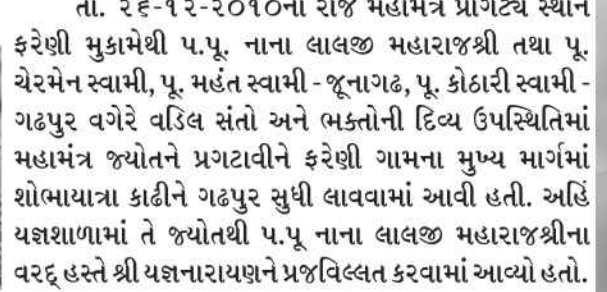 તા. ૨૬-૧૨-૨૦૧૦ના રોજ મહામંત્ર પ્રાગટ્ય સ્થાન
ફરેણી મુકામેથી પ.પૂ. નાના લાલજી મહારાજશ્રી તથા પૂ.
ચેરમેન સ્વામી, પૂ. મહંત સ્વામી - જૂનાગઢ, પૂ. કોઠારી સ્વામી -
ગઢપુર વગેરે વડિલ સંતો અને ભક્તોની દિવ્ય ઉપસ્થિતિમાં
મહામંત્ર જ્યોતને પ્રગટાવીને ફરેણી ગામના મુખ્ય માર્ગમાં
શોભાયાત્રા કાઢીને ગઢપુર સુધી લાવવામાં આવી હતી. અહિં
યજ્ઞશાળામાં તે જ્યોતથી પ.પૂ નાના લાલજી મહારાજશ્રીના
વરદ્ હસ્તે શ્રી યજ્ઞનારાયણને પ્રજવિલ્લત કરવામાં આવ્યો હતો.